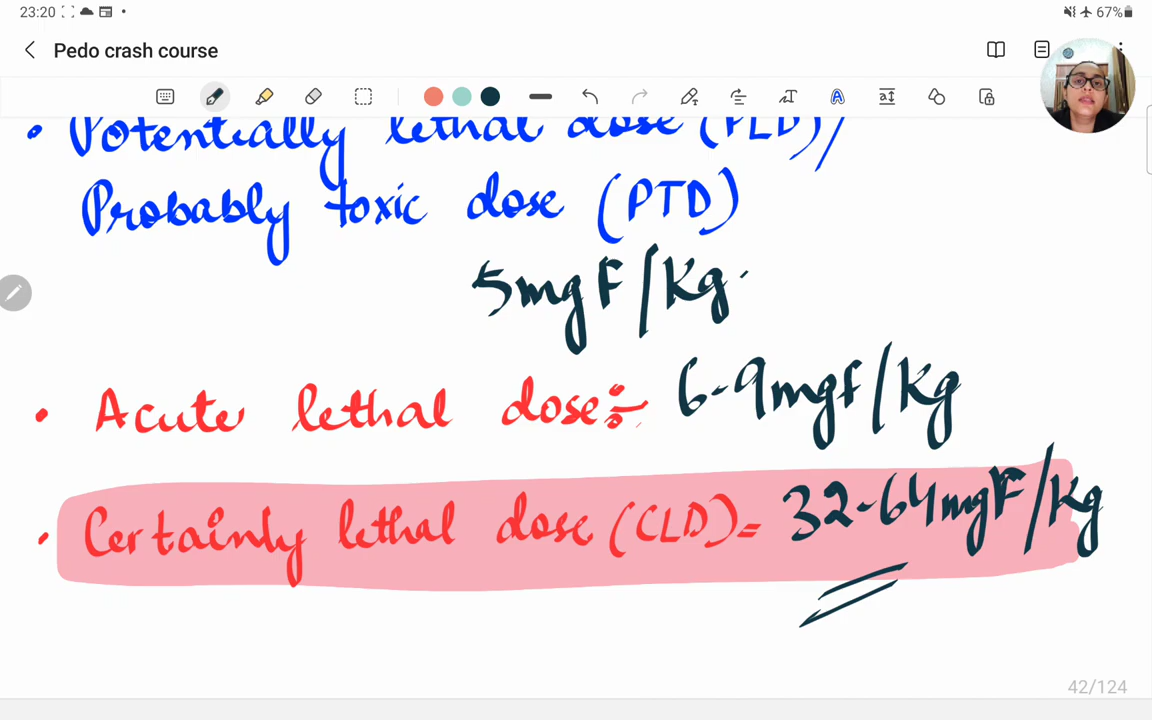 23:20
67%
Pedo crash course
• Potentially lethal dose (PLD)/
Probably toxic dose (PTD)
5mgF/Kg.
• Acute lethal dose:- 6-9mgf/Kg
• Certainly lethal dose (CLD)= 32-64mgF/Kg
42/124